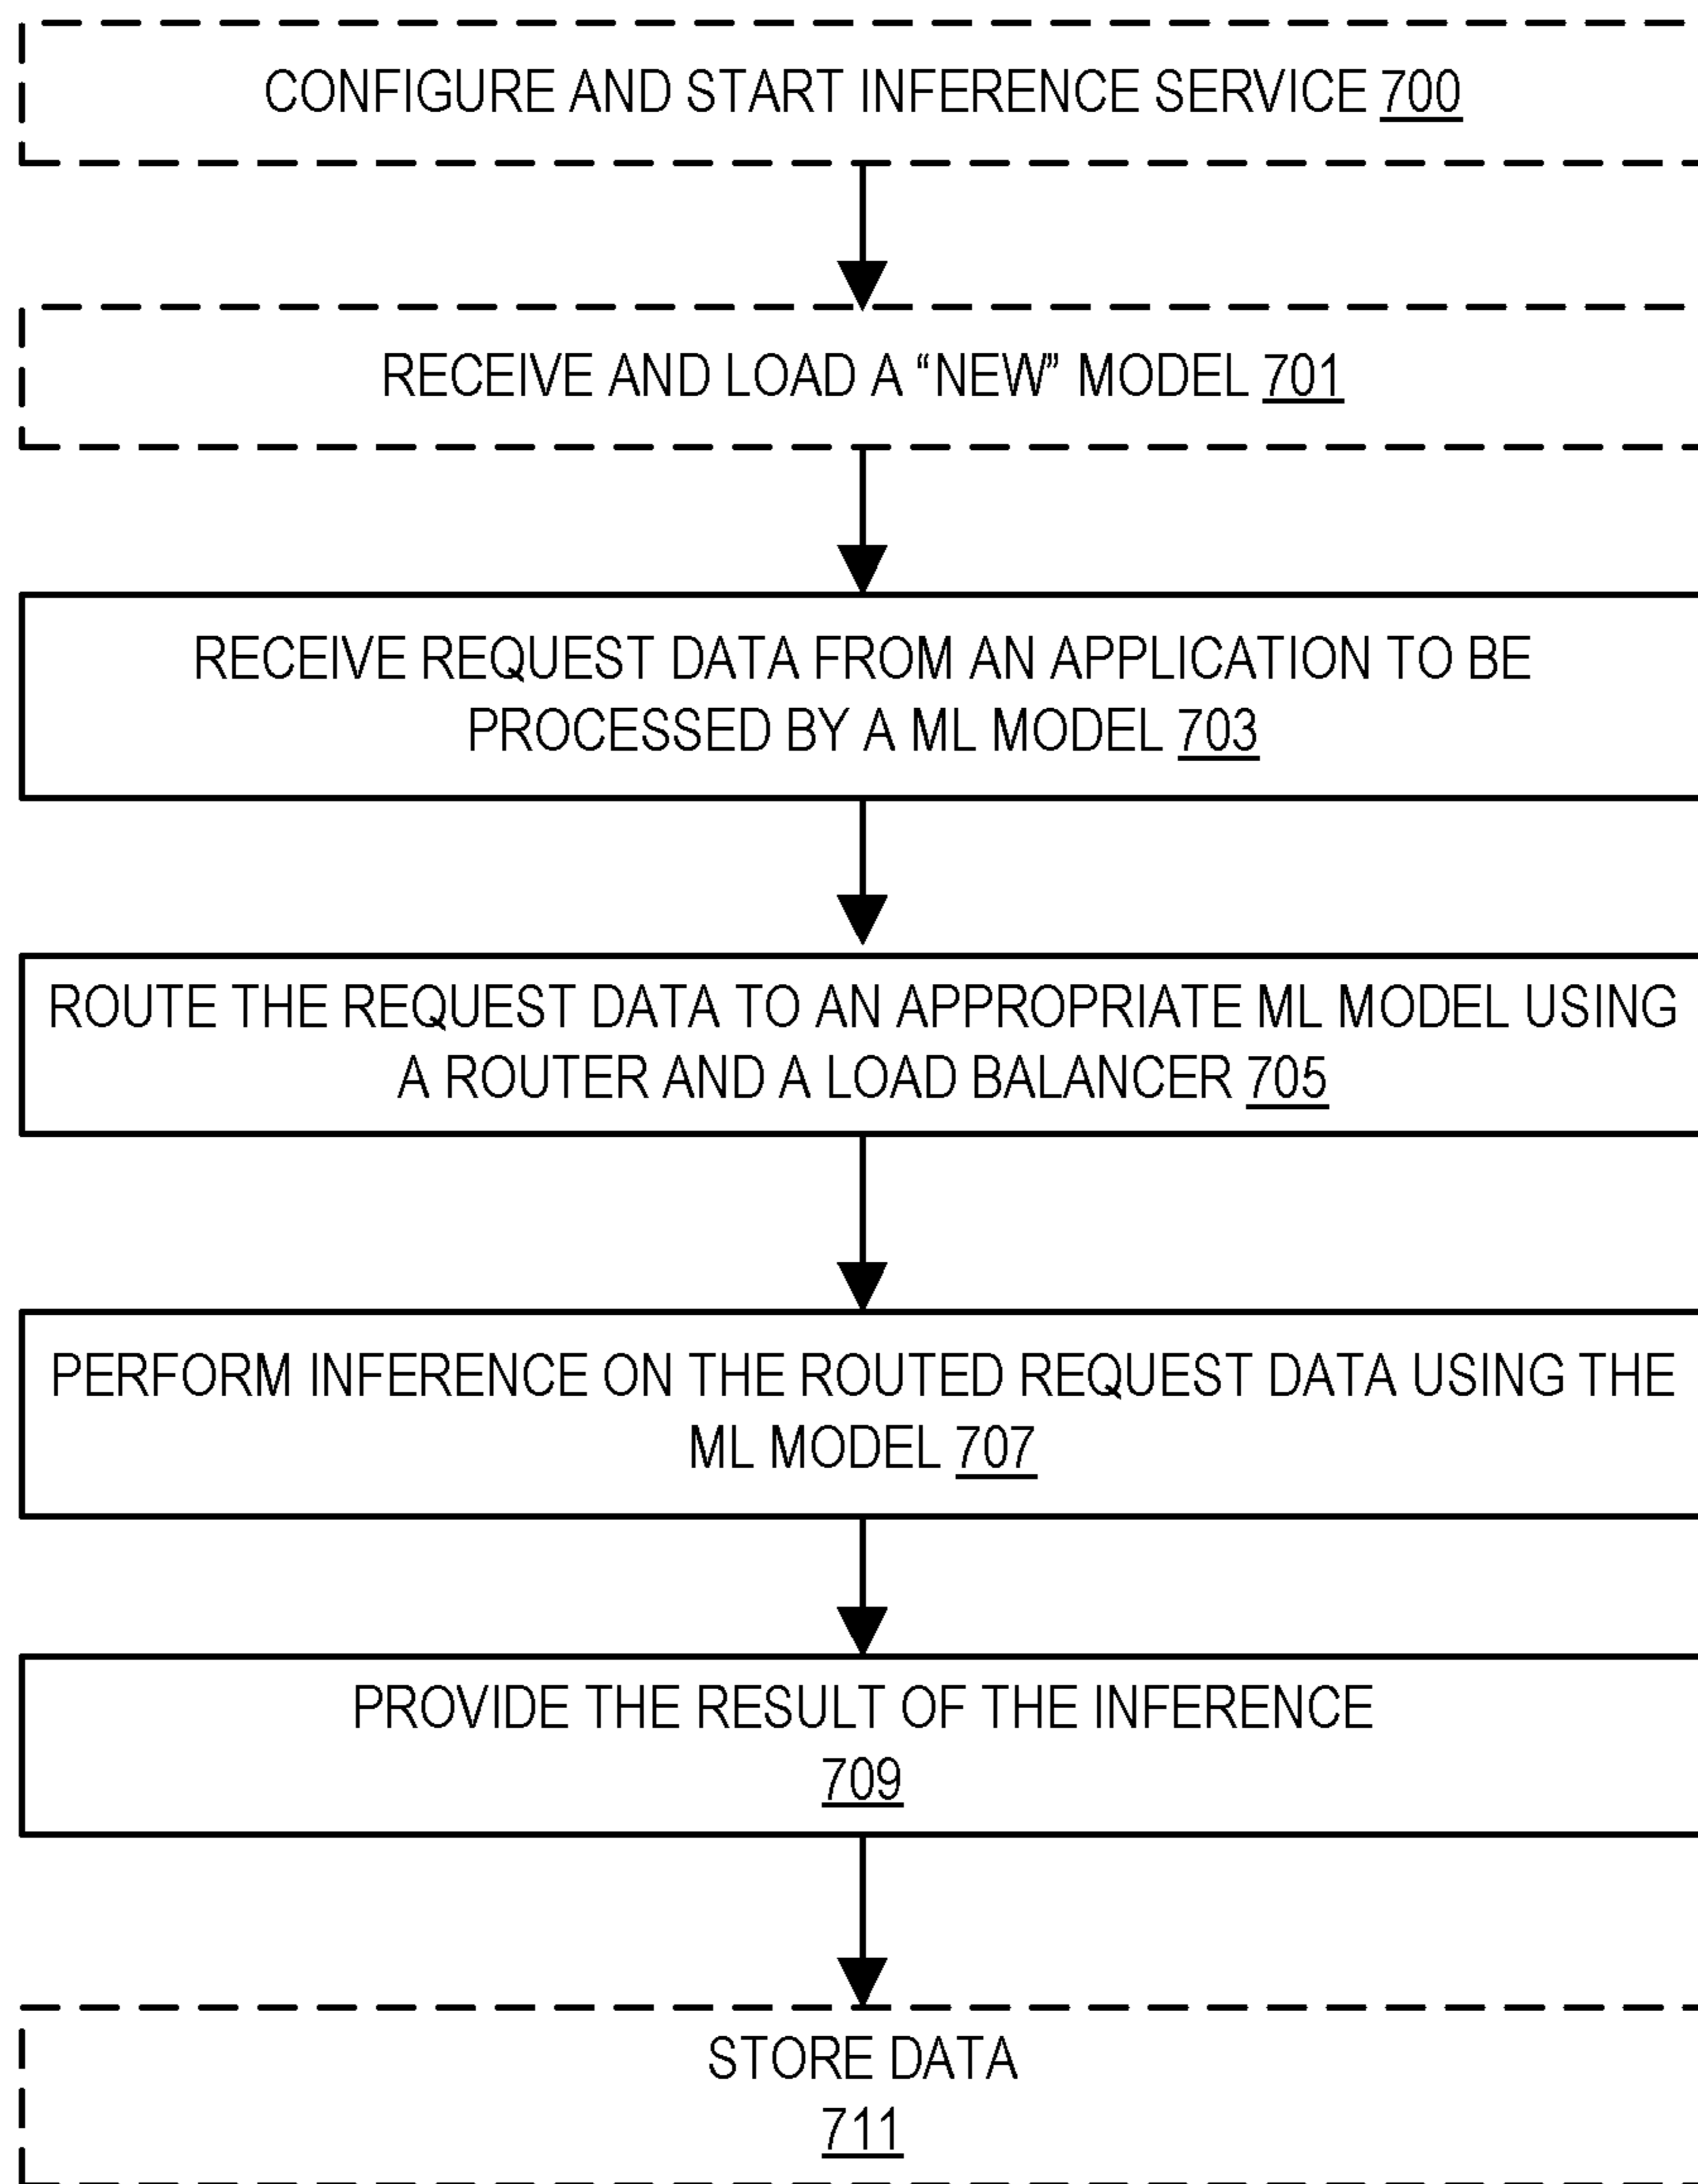 CONFIGURE AND START INFERENCE SERVICE 700
RECEIVE AND LOAD A “NEW” MODEL 701
RECEIVE REQUEST DATA FROM AN APPLICATION TO BE
PROCESSED BY A ML MODEL 703
ROUTE THE REQUEST DATA TO AN APPROPRIATE ML MODEL USING
A ROUTER AND A LOAD BALANCER 705
PERFORM INFERENCE ON THE ROUTED REQUEST DATA USING THE
ML MODEL 707
PROVIDE THE RESULT OF THE INFERENCE
709
STORE DATA
711